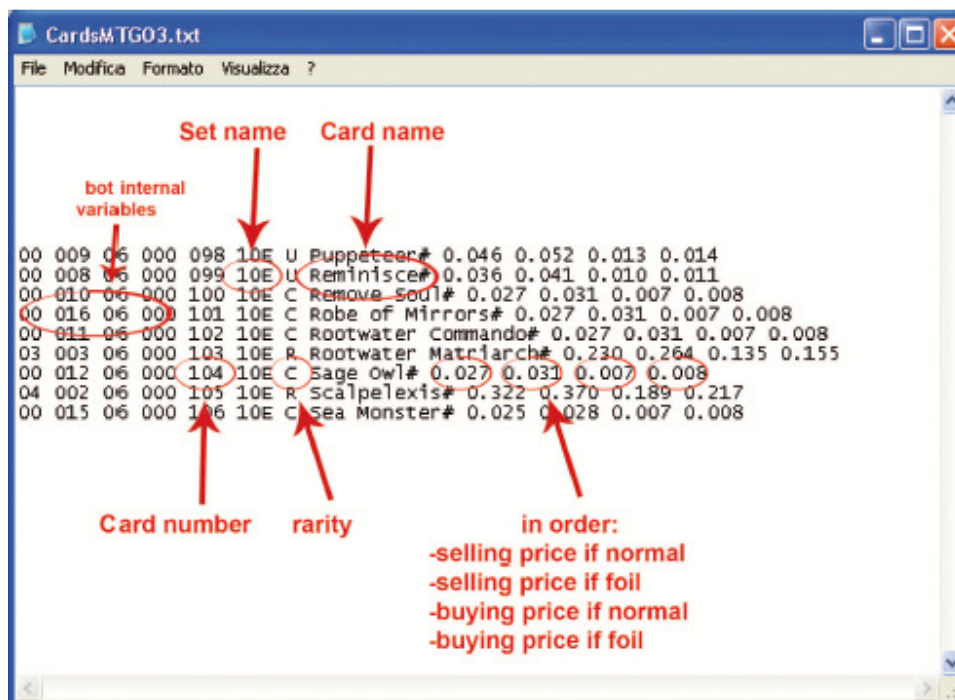 CardsMTGO3.txt
File Modifica Formato Visualizza ?
Set name Card name
bot internal
variables
00 009 06 000 098 10E U Puppeteer# 0.046 0.052 0.013 0.014
00 008 06 000 099 10E U Reminisce# 0.036 0.041 0.010 0.011
00 010 06 000 100 10E C Remove Soul# 0.027 0.031 0.007 0.008
00 016 06 000 101 10E C Robe of Mirrors# 0.027 0.031 0.007 0.008
00 011 06 000 102 10E C Rootwater Commando# 0.027 0.031 0.007 0.008
03 003 06 000 103 10E R Rootwater Matriarch# 0.230 0.264 0.135 0.155
00 012 06 000 104 10E C Sage Owl# 0.027 0.031 0.007 0.008
04 002 06 000 105 10E R Scalpelexis# 0.322 0.370 0.189 0.217
00 015 06 000 106 10E C Sea Monster# 0.025 0.028 0.007 0.008
Card number rarity in order:
-selling price if normal
-selling price if foil
-buying price if normal
-buying price if foil